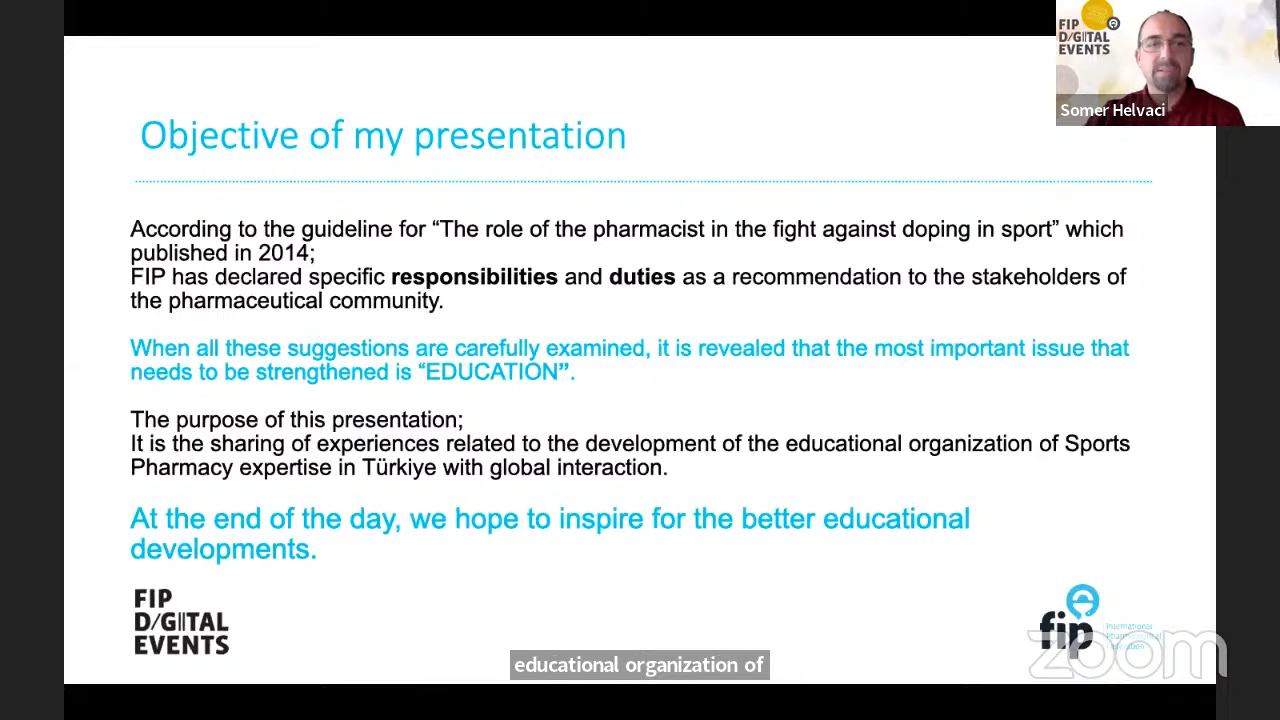 FIP
D/GITAL
EVENTS
Somer Helvaci
Objective of my presentation
According to the guideline for “The role of the pharmacist in the fight against doping in sport” which
published in 2014;
FIP has declared specific responsibilities and duties as a recommendation to the stakeholders of
the pharmaceutical community.
When all these suggestions are carefully examined, it is revealed that the most important issue that
needs to be strengthened is “EDUCATION”.
The purpose of this presentation;
It is the sharing of experiences related to the development of the educational organization of Sports
Pharmacy expertise in Türkiye with global interaction.
At the end of the day, we hope to inspire for the better educational
developments.
FIP
D/GITAL
EVENTS
fip
International
Pharmaceutical
Federation
zoom
educational organization of